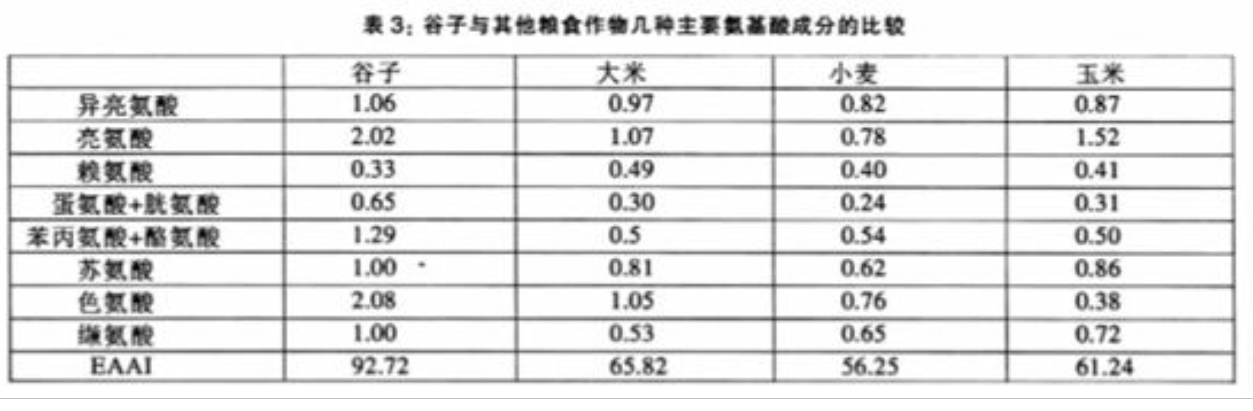 表 3: 谷子与其他粮食作物几种主要氨基酸成分的比较
谷子 大米 小麦 玉米
异亮氨酸 1.06 0.97 0.82 0.87
亮氨酸 2.02 1.07 0.78 1.52
赖氨酸 0.33 0.49 0.40 0.41
蛋氨酸+胱氨酸 0.65 0.30 0.24 0.31
苯丙氨酸+酪氨酸 1.29 0.5 0.54 0.50
苏氨酸 1.00 0.81 0.62 0.86
色氨酸 2.08 1.05 0.76 0.38
缬氨酸 1.00 0.53 0.65 0.72
EAAI 92.72 65.82 56.25 61.24